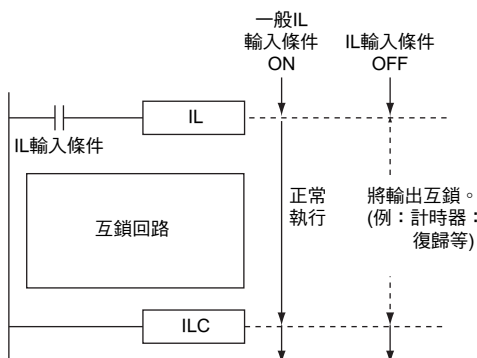 一般IL
輸入條件
ON
IL輸入條件
OFF
IL
IL輸入條件
互鎖回路
正常
執行
將輸出互鎖。
(例：計時器：
復歸等)
ILC